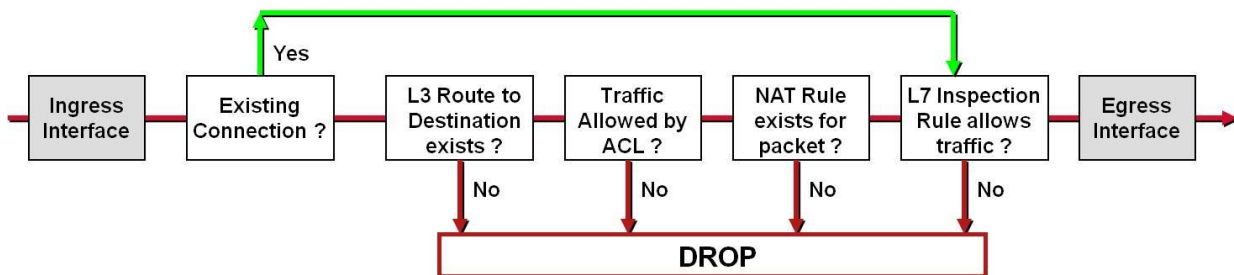 Yes
Ingress
Interface
Existing
Connection ?
L3 Route to
Destination
exists ?
Traffic
Allowed by
ACL ?
NAT Rule
exists for
packet ?
L7 Inspection
Rule allows
traffic ?
Egress
Interface
No
No
No
No
DROP